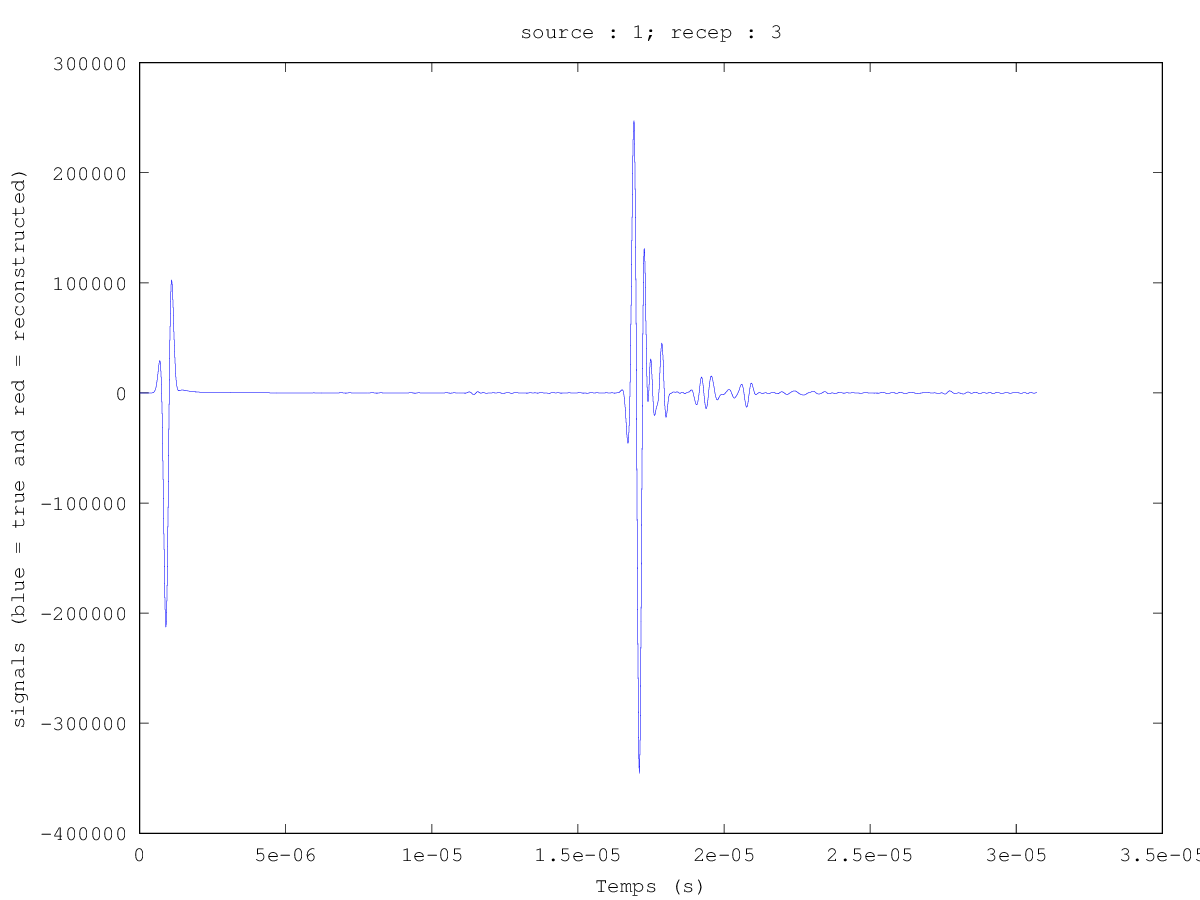 source : 1; recep : 3
300000
200000
100000
0
-100000
-200000
-300000
-400000
signals (blue = true and red = reconstructed)
0
5e-06
1e-05
1.5e-05
2e-05
2.5e-05
3e-05
3.5e-05
Temps (s)